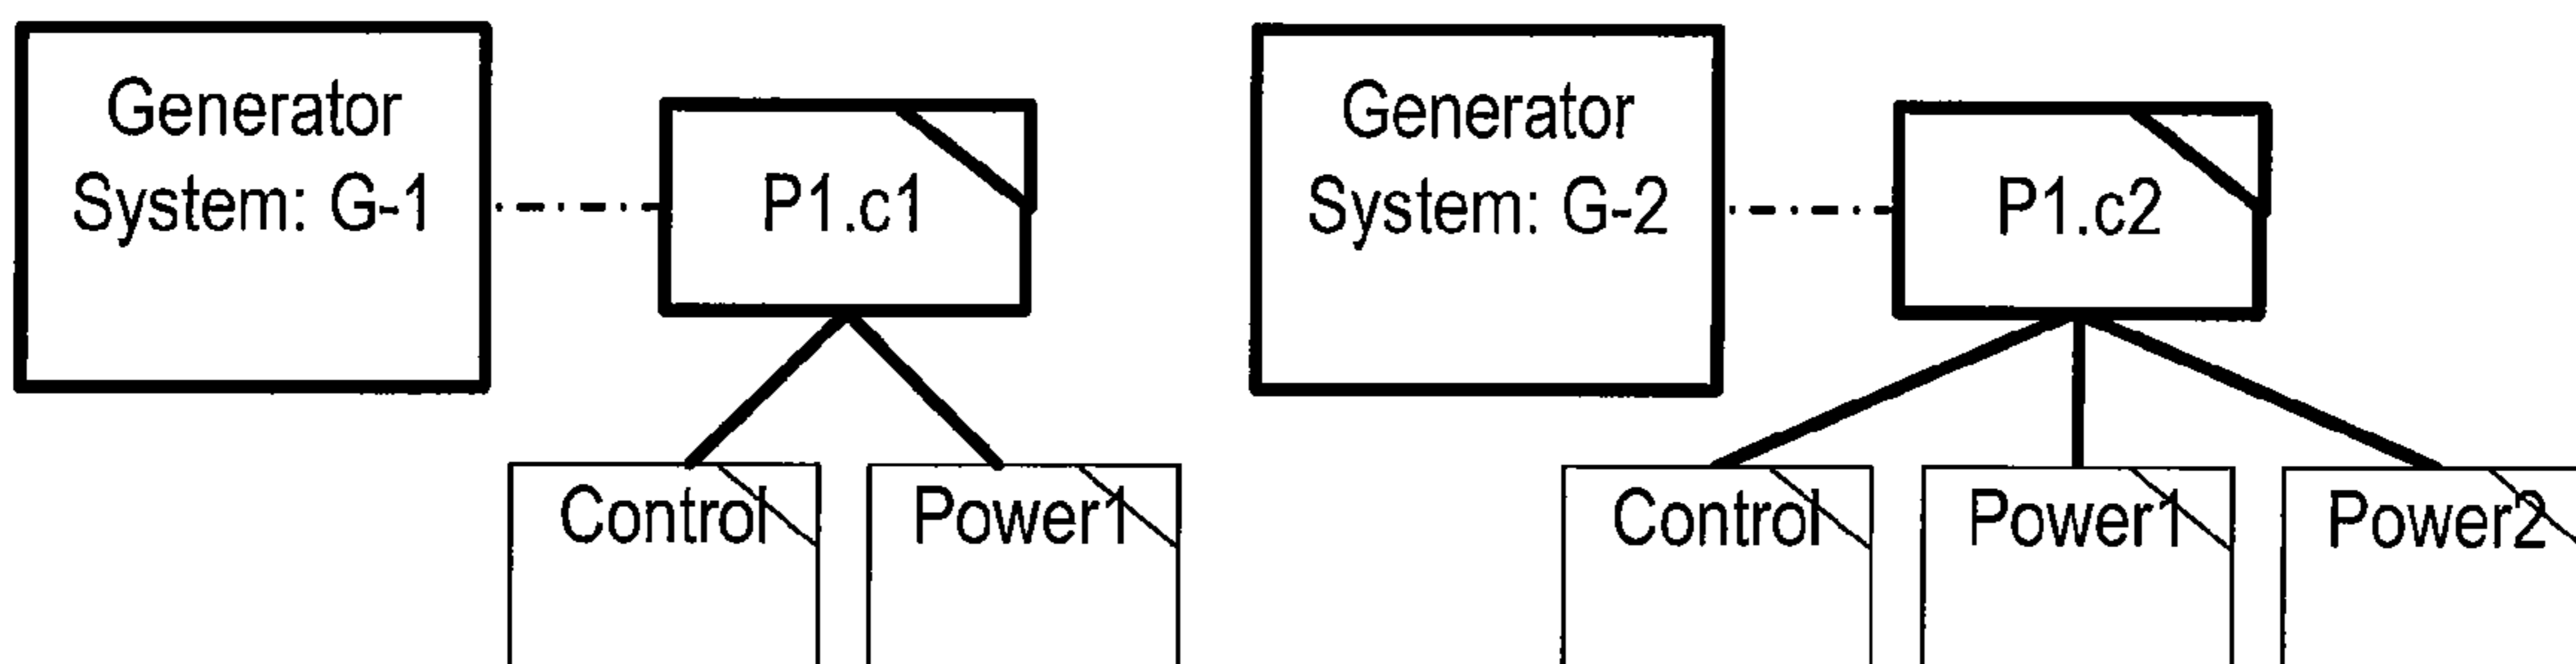 Generator
System: G-1
P1.c1
Control
Power1
Generator
System: G-2
P1.c2
Control
Power1
Power2